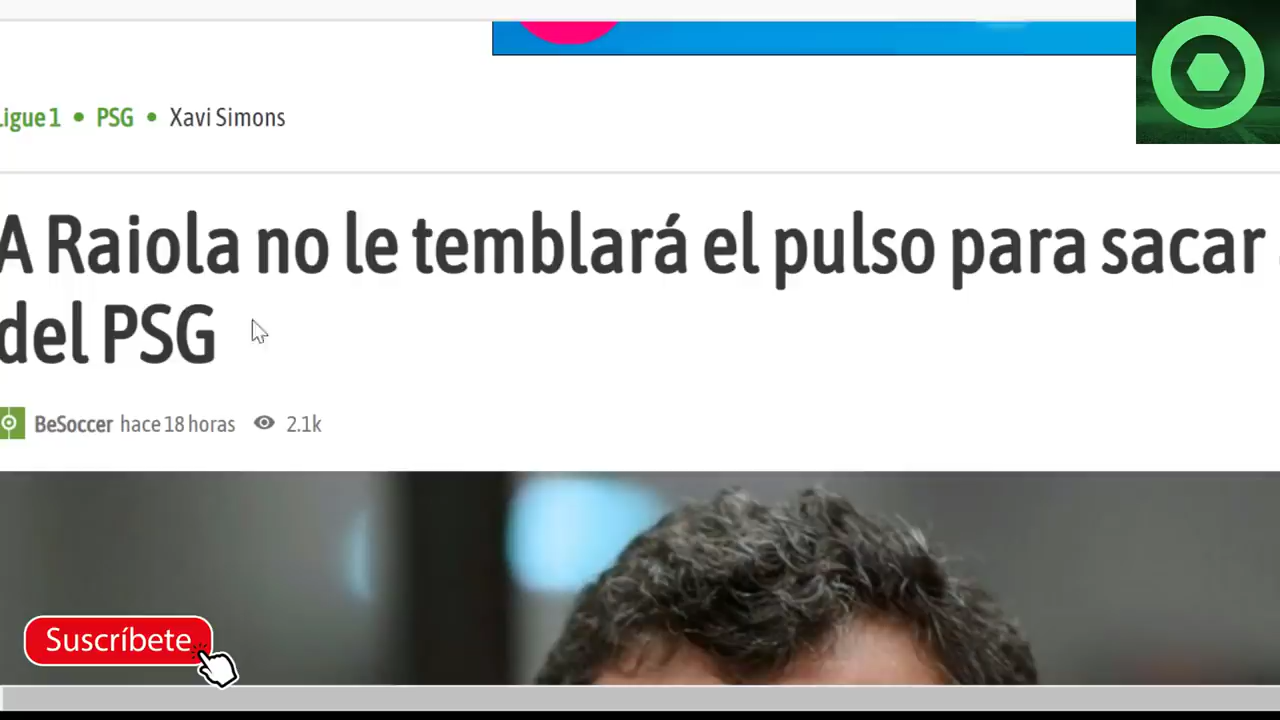 Ligue 1 • PSG • Xavi Simons
A Raiola no le temblará el pulso para sacar
del PSG
BeSoccer hace 18 horas 2.1k
Suscríbete